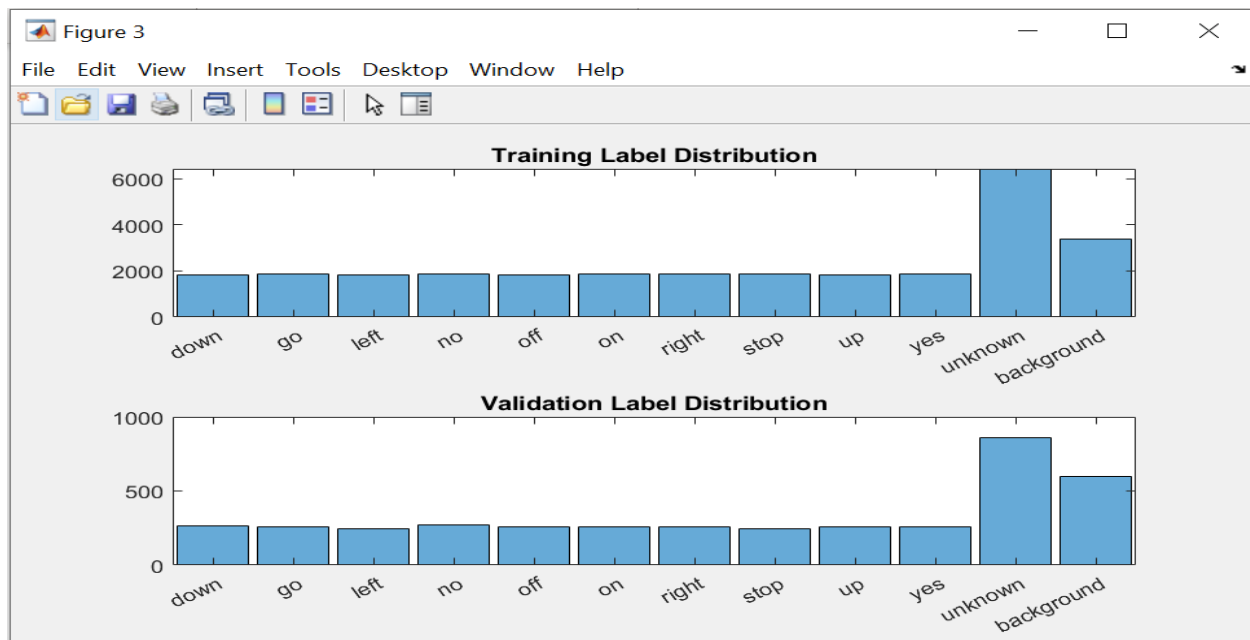 Figure 3
File Edit View Insert Tools Desktop Window Help
Training Label Distribution
6000
4000
2000
0
down go left no off on right stop up yes unknown background
Validation Label Distribution
1000
500
0
down go left no off on right stop up yes unknown background